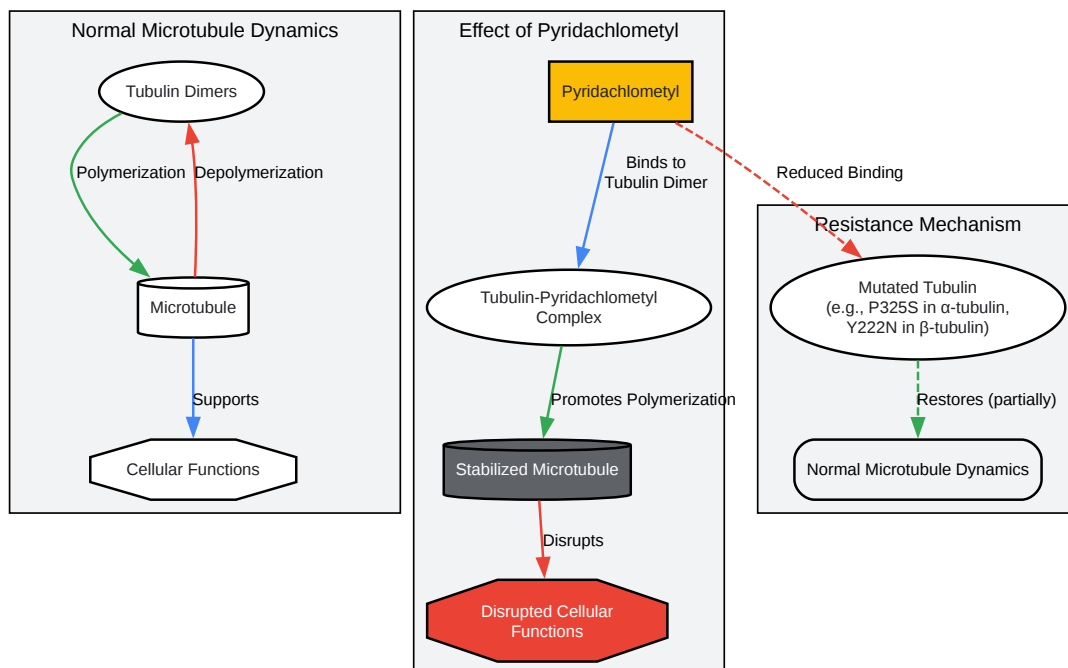 Normal Microtubule Dynamics
Tubulin Dimers
Polymerization
Depolymerization
Microtubule
Supports
Cellular Functions
Effect of Pyridachlometyl
Pyridachlometyl
Binds to
Tubulin Dimer
Reduced Binding
Tubulin-Pyridachlometyl
Complex
Promotes Polymerization
Stabilized Microtubule
Disrupts
Disrupted Cellular
Functions
Resistance Mechanism
Mutated Tubulin
(e.g., P325S in α-tubulin,
Y222N in β-tubulin)
Restores (partially)
Normal Microtubule Dynamics